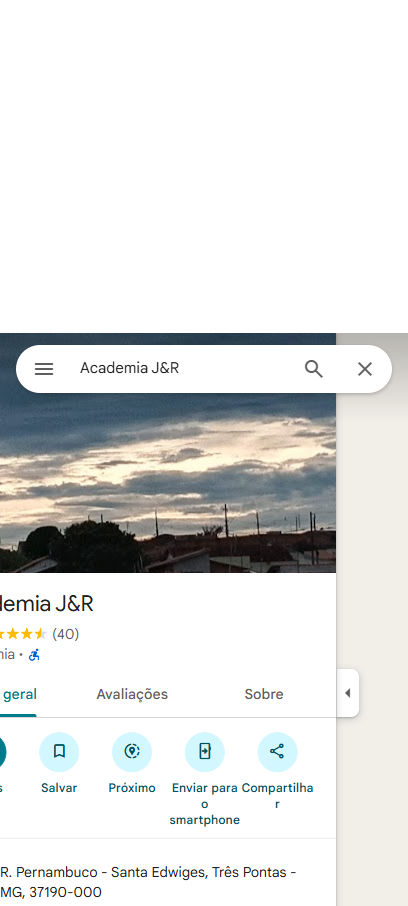 Academia J&R
demia J&R
(40)
nia ·
geral Avaliações Sobre
s Salvar Próximo Enviar para o smartphone Compartilhar
R. Pernambuco - Santa Edwiges, Três Pontas -
MG, 37190-000